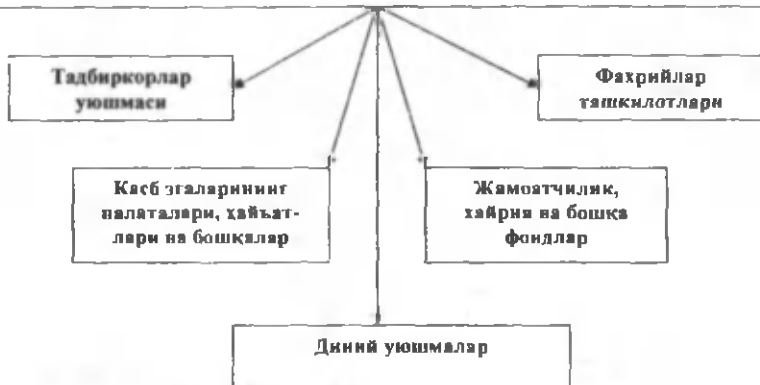 Тадбиркорлар
уюшмаси
Фахрийлар
ташкилотлари
Касб эгаларининг
палаталари, ҳайъат-
лари ва бошқалар
Жамоатчилик,
хайрия ва бошқа
фондлар
Диний уюшмалар